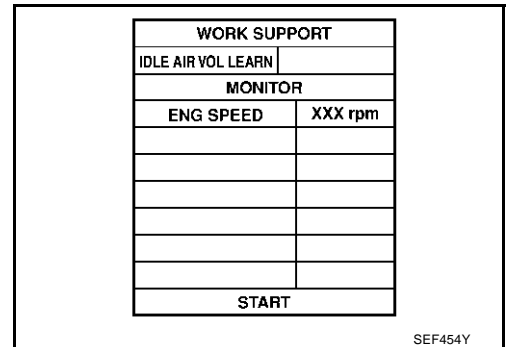 WORK SUPPORT
IDLE AIR VOL LEARN
MONITOR
ENG SPEED XXX rpm
START
SEF454Y